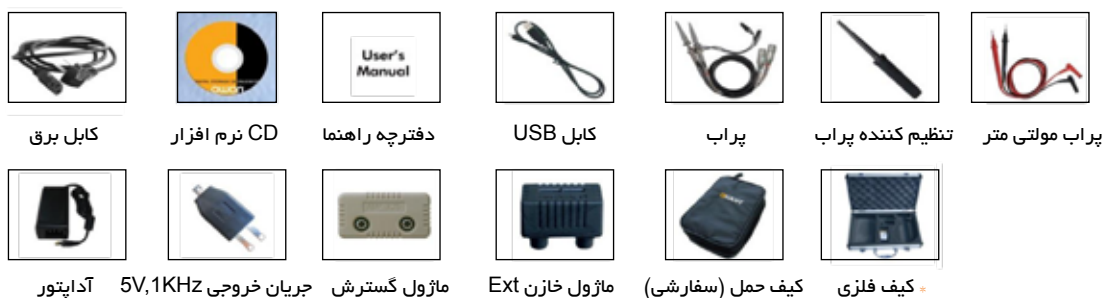 User's
Manual
owon
پراب مولتی متر
تنظیم کننده پراب
پراب
کابل USB
دفترچه راهنما
CD نرم افزار
کابل برق
* کیف فلزی
کیف حمل (سفارشی)
ماژول خازن Ext
ماژول گسترش
جریان خروجی 5V,1KHz
آداپتور